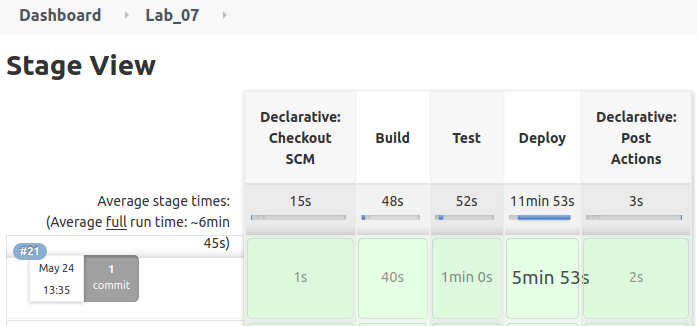 Dashboard Lab_07
Stage View
Declarative: Checkout SCM
Build
Test
Deploy
Declarative: Post Actions
Average stage times:
(Average full run time: ~6min 45s)
15s 48s 52s 11min 53s 3s
#21
May 24
13:35
1
commit
1s 40s 1min 0s 5min 53s 2s